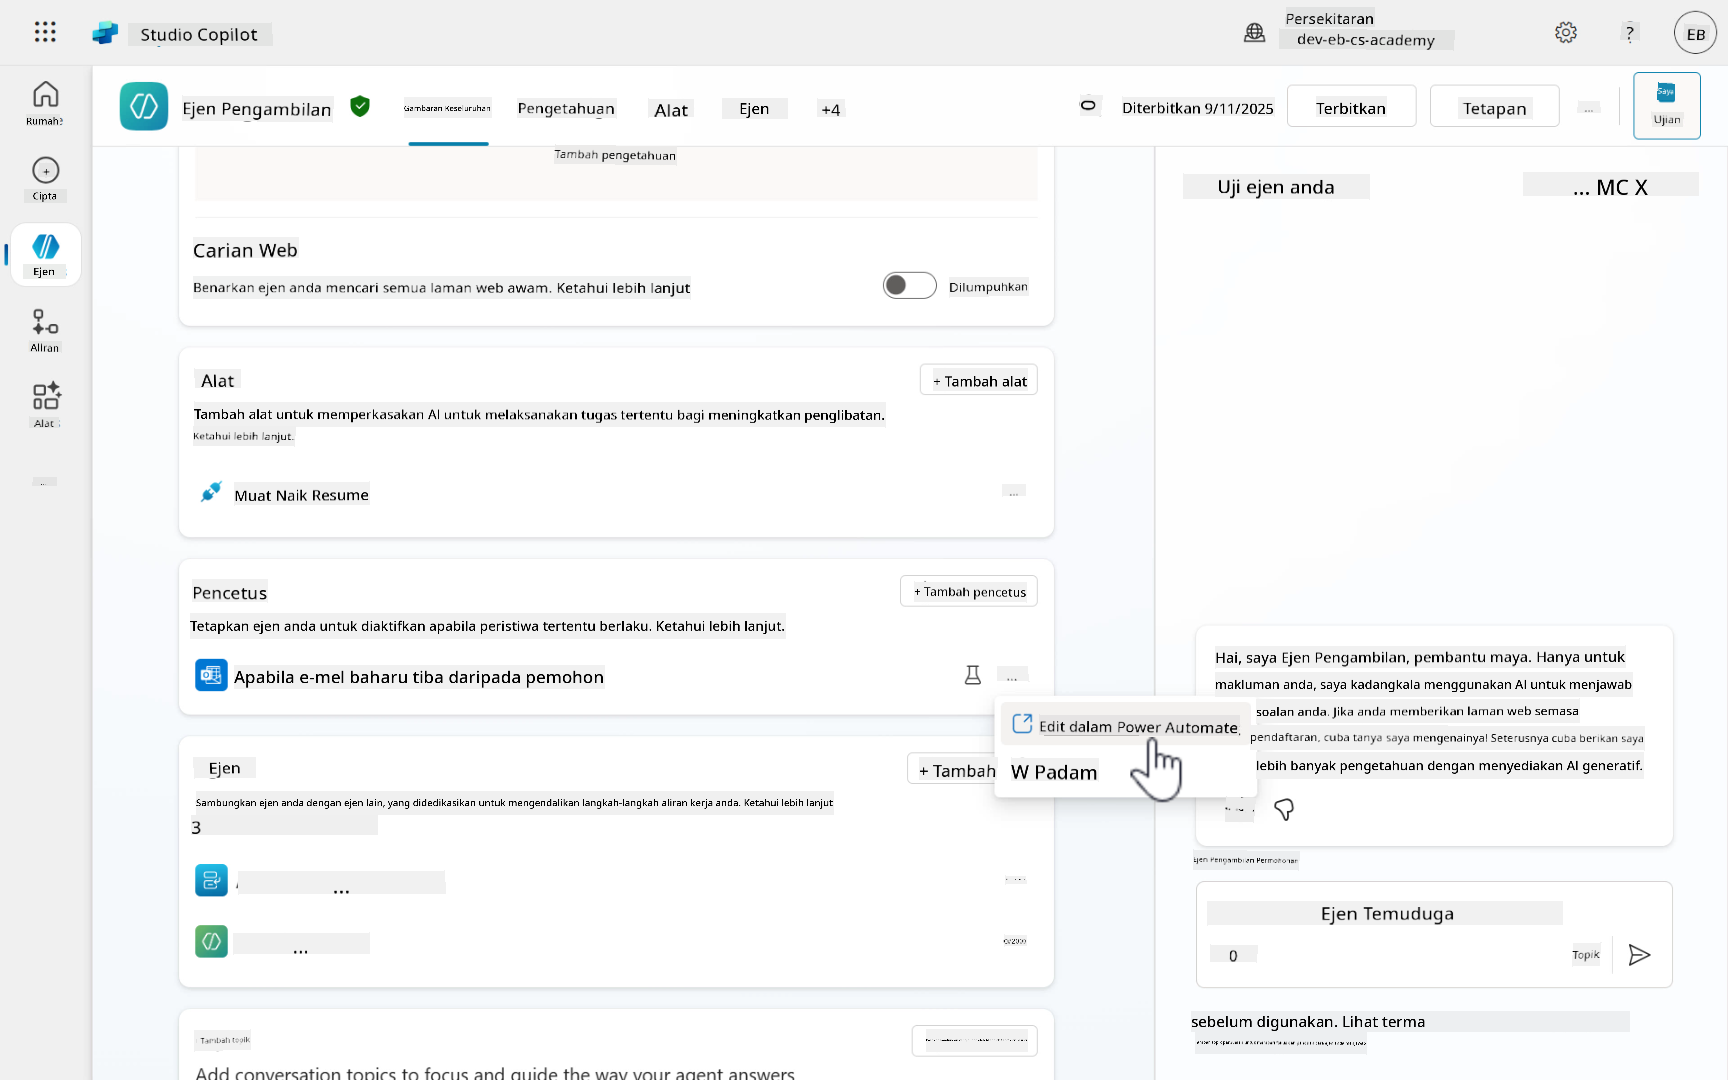 Studio Copilot
Persekitaran
dev-eb-cs-academy
?
EB
Rumah
Cipta
Ejen
Aliran
Alat
...
Ejen Pengambilan
Gambaran Keseluruhan
Pengetahuan
Alat
Ejen
+4
Diterbitkan 9/11/2025
Terbitkan
Tetapan
...
Saya
Ujian
Tambah pengetahuan
Carian Web
Benarkan ejen anda mencari semua laman web awam. Ketahui lebih lanjut
Dilumpuhkan
Alat
+ Tambah alat
Tambah alat untuk memperkasakan AI untuk melaksanakan tugas tertentu bagi meningkatkan penglibatan.
Ketahui lebih lanjut.
Muat Naik Resume
...
Pencetus
+ Tambah pencetus
Tetapkan ejen anda untuk diaktifkan apabila peristiwa tertentu berlaku. Ketahui lebih lanjut.
Apabila e-mel baharu tiba daripada pemohon
...
Edit dalam Power Automate
W Padam
Ejen
+ Tambah
Sambungkan ejen anda dengan ejen lain, yang didedikasikan untuk mengendalikan langkah-langkah aliran kerja anda. Ketahui lebih lanjut
3
...
...
0/2000
Tambah topik
Add conversation topics to focus and guide the way your agent answers
Uji ejen anda
... MC X
Hai, saya Ejen Pengambilan, pembantu maya. Hanya untuk
makluman anda, saya kadangkala menggunakan AI untuk menjawab
soalan anda. Jika anda memberikan laman web semasa
pendaftaran, cuba tanya saya mengenainya! Seterusnya cuba berikan saya
lebih banyak pengetahuan dengan menyediakan AI generatif.
Ejen Pengambilan Permohonan
Ejen Temuduga
0
Topik
sebelum digunakan. Lihat terma